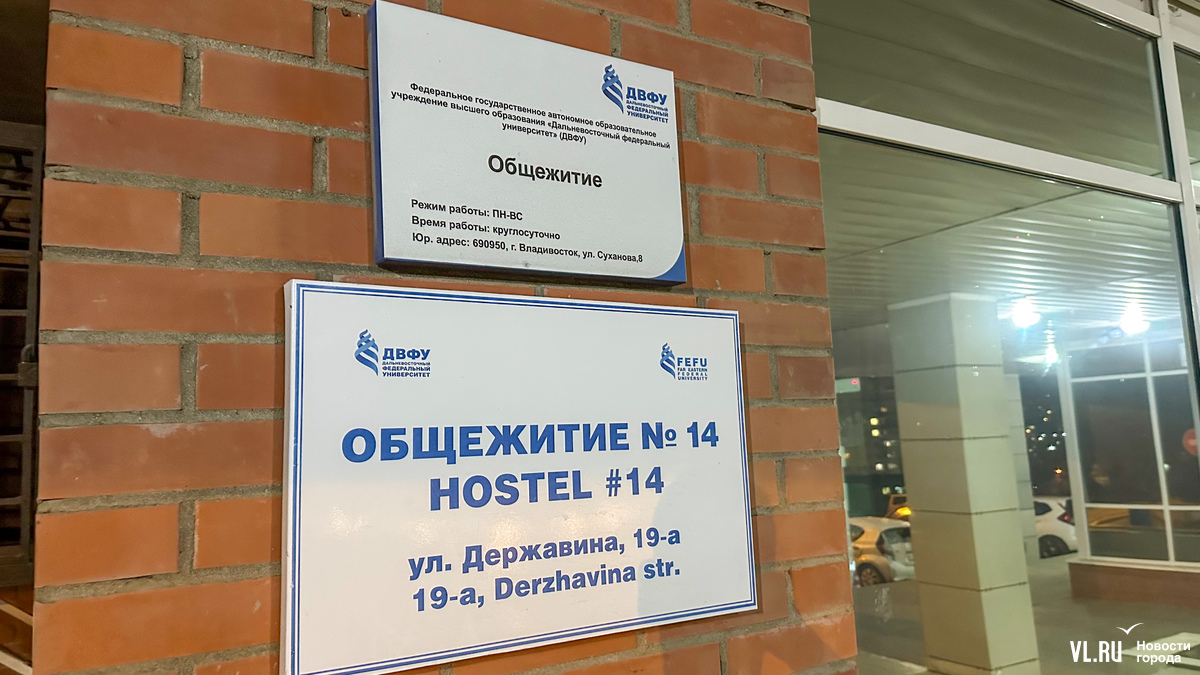 ДВФУ
ДАЛЬНЕВОСТОЧНЫЙ
ФЕДЕРАЛЬНЫЙ
УНИВЕРСИТЕТ
Федеральное государственное автономное образовательное
учреждение высшего образования «Дальневосточный федеральный
университет» (ДВФУ)
Общежитие
Режим работы: ПН-ВС
Время работы: круглосуточно
Юр. адрес: 690950, г. Владивосток, ул. Суханова,8
ДВФУ
ДАЛЬНЕВОСТОЧНЫЙ
ФЕДЕРАЛЬНЫЙ
УНИВЕРСИТЕТ
FEFU
FAR EASTERN
FEDERAL
UNIVERSITY
ОБЩЕЖИТИЕ № 14
HOSTEL #14
ул. Державина, 19-а
19-а, Derzhavina str.
VL.RU Новости
города